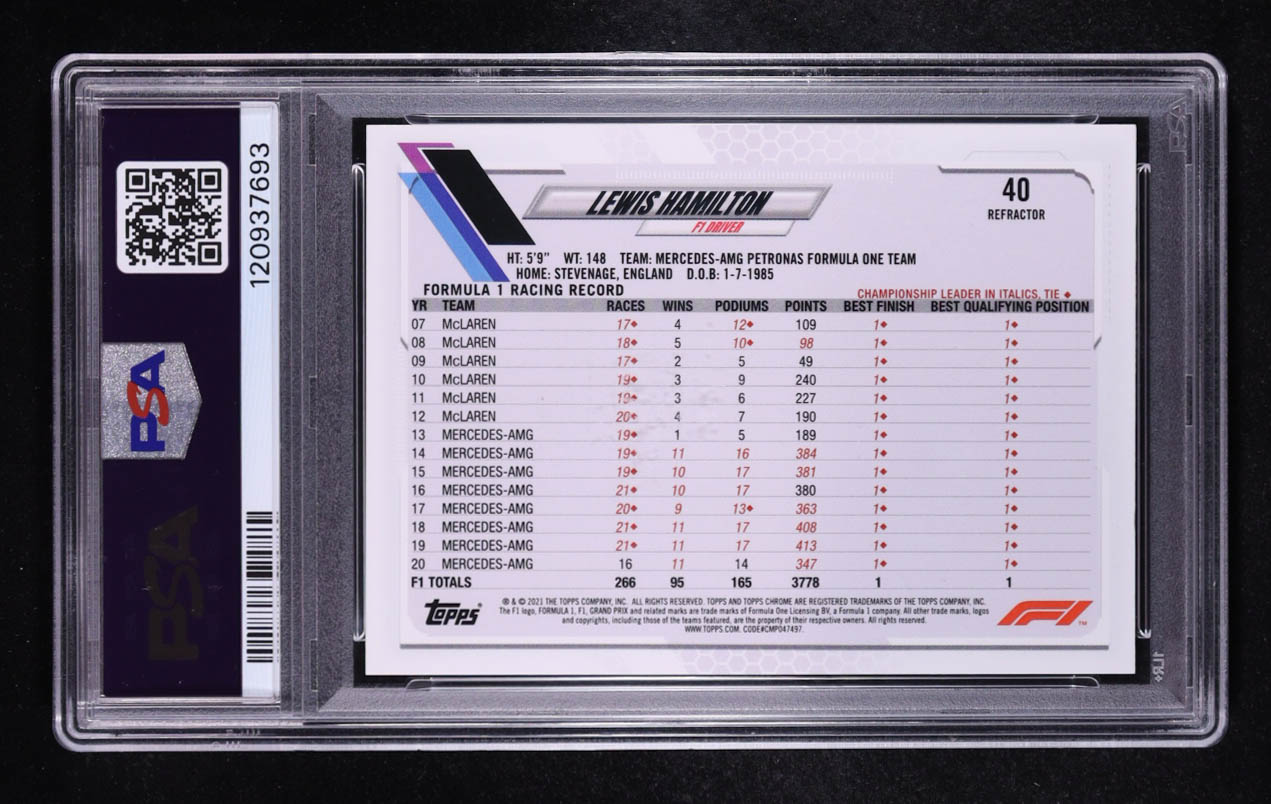 120937693
PSA
PSA
LEWIS HAMILTON
F1 DRIVER
40
REFRACTOR
HT: 5'9" WT: 148 TEAM: MERCEDES-AMG PETRONAS FORMULA ONE TEAM
HOME: STEVENAGE, ENGLAND D.O.B: 1-7-1985
FORMULA 1 RACING RECORD
CHAMPIONSHIP LEADER IN ITALICS, TIE ♦
YR TEAM RACES WINS PODIUMS POINTS BEST FINISH BEST QUALIFYING POSITION
07 McLAREN 17♦ 4 12♦ 109 1♦ 1♦
08 McLAREN 18♦ 5 10♦ 98 1♦ 1♦
09 McLAREN 17♦ 2 5 49 1♦ 1♦
10 McLAREN 19♦ 3 9 240 1♦ 1♦
11 McLAREN 19♦ 3 6 227 1♦ 1♦
12 McLAREN 20♦ 4 7 190 1♦ 1♦
13 MERCEDES-AMG 19♦ 1 5 189 1♦ 1♦
14 MERCEDES-AMG 19♦ 11 16 384 1♦ 1♦
15 MERCEDES-AMG 19♦ 10 17 381 1♦ 1♦
16 MERCEDES-AMG 21♦ 10 17 380 1♦ 1♦
17 MERCEDES-AMG 20♦ 9 13♦ 363 1♦ 1♦
18 MERCEDES-AMG 21♦ 11 17 408 1♦ 1♦
19 MERCEDES-AMG 21♦ 11 17 413 1♦ 1♦
20 MERCEDES-AMG 16 11 14 347 1♦ 1♦
F1 TOTALS 266 95 165 3778 1 1
Topps
® & © 2021 THE TOPPS COMPANY, INC. ALL RIGHTS RESERVED. TOPPS AND TOPPS CHROME ARE REGISTERED TRADEMARKS OF THE TOPPS COMPANY, INC.
The F1 logo, FORMULA 1, F1, GRAND PRIX and related marks are trade marks of Formula One Licensing BV, a Formula 1 company. All other trade marks, logos
and copyrights, including those of the teams featured, are the property of their respective owners. All rights reserved.
WWW.TOPPS.COM. CODE#CMP047497.
F1 ™
PSA
1LR+